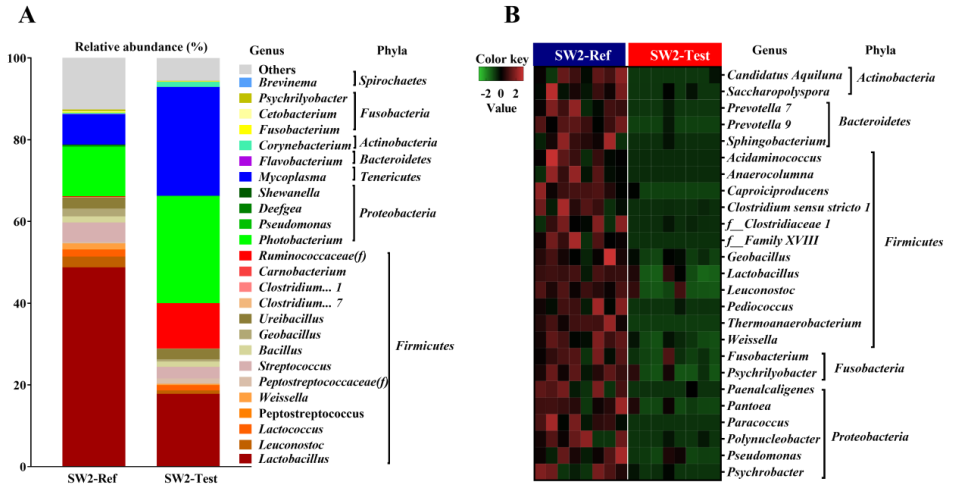 A
Relative abundance (%)
Genus
Phyla
100
80
60
40
20
0
SW2-Ref
SW2-Test
Others
Brevinema
Spirochaetes
Psychrilyobacter
Cetobacterium
Fusobacterium
Fusobacteria
Corynebacterium
Actinobacteria
Flavobacterium
Bacteroidetes
Mycoplasma
Tenericutes
Shewanella
Deefgea
Pseudomonas
Photobacterium
Proteobacteria
Ruminococcaceae(f)
Carnobacterium
Clostridium... 1
Clostridium... 7
Ureibacillus
Geobacillus
Bacillus
Streptococcus
Peptostreptococcaceae(f)
Weissella
Peptostreptococcus
Lactococcus
Leuconostoc
Lactobacillus
Firmicutes
B
Color key
-2 0 2
Value
SW2-Ref
SW2-Test
Genus
Phyla
Candidatus Aquiluna
Saccharopolyspora
Actinobacteria
Prevotella 7
Prevotella 9
Sphingobacterium
Bacteroidetes
Acidaminococcus
Anaerocolumna
Caproiciproducens
Clostridium sensu stricto 1
f__Clostridiaceae 1
f__Family XVIII
Geobacillus
Lactobacillus
Leuconostoc
Pediococcus
Thermoanaerobacterium
Weissella
Firmicutes
Fusobacterium
Psychrilyobacter
Fusobacteria
Paenalcaligenes
Pantoea
Paracoccus
Polynucleobacter
Pseudomonas
Psychrobacter
Proteobacteria